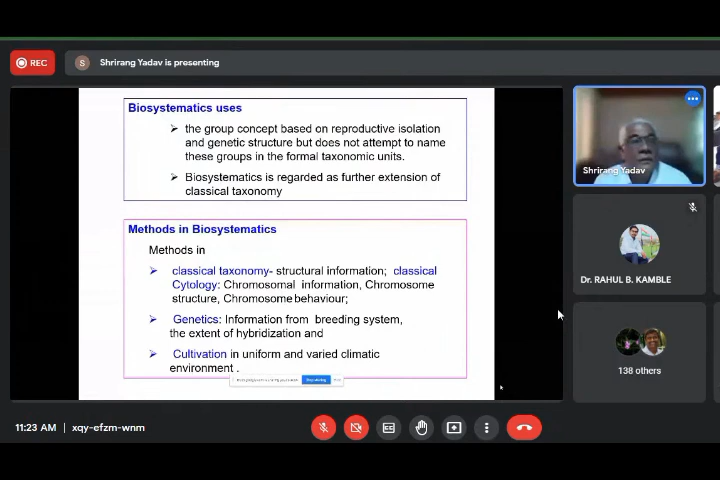 REC
S
Shrirang Yadav is presenting
Biosystematics uses
➢ the group concept based on reproductive isolation
and genetic structure but does not attempt to name
these groups in the formal taxonomic units.
➢ Biosystematics is regarded as further extension of
classical taxonomy
Methods in Biosystematics
Methods in
➢ classical taxonomy- structural information; classical
Cytology: Chromosomal information, Chromosome
structure, Chromosome behaviour;
➢ Genetics: Information from breeding system,
the extent of hybridization and
➢ Cultivation in uniform and varied climatic
environment .
Stop sharing
Shrirang Yadav
Dr. RAHUL B. KAMBLE
138 others
11:23 AM | xqy-efzm-wnm